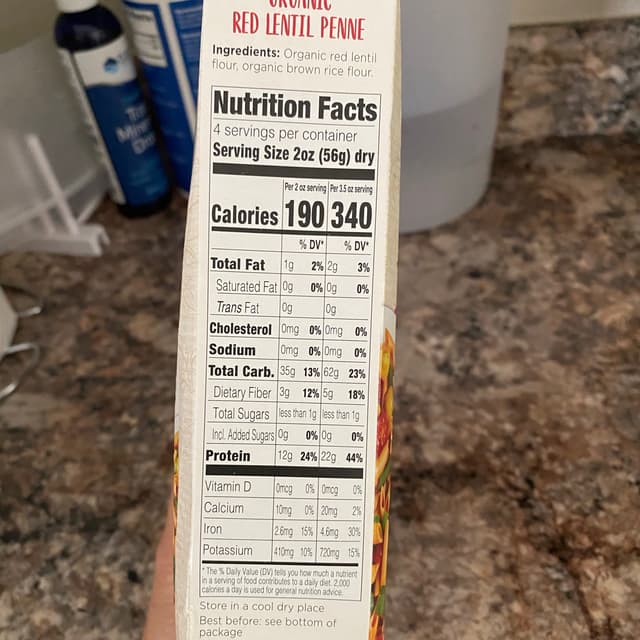 ORGANIC
RED LENTIL PENNE
Ingredients: Organic red lentil
flour, organic brown rice flour.
Nutrition Facts
4 servings per container
Serving Size 2oz (56g) dry
Per 2 oz serving Per 3.5 oz serving
Calories 190 340
% DV* % DV*
Total Fat 1g 2% 2g 3%
Saturated Fat 0g 0% 0g 0%
Trans Fat 0g 0g
Cholesterol 0mg 0% 0mg 0%
Sodium 0mg 0% 0mg 0%
Total Carb. 35g 13% 62g 23%
Dietary Fiber 3g 12% 5g 18%
Total Sugars less than 1g less than 1g
Incl. Added Sugars 0g 0% 0g 0%
Protein 12g 24% 22g 44%
Vitamin D 0mcg 0% 0mcg 0%
Calcium 10mg 0% 20mg 2%
Iron 2.6mg 15% 4.6mg 30%
Potassium 410mg 10% 720mg 15%
* The % Daily Value (DV) tells you how much a nutrient
in a serving of food contributes to a daily diet. 2,000
calories a day is used for general nutrition advice.
Store in a cool dry place
Best before: see bottom of
package